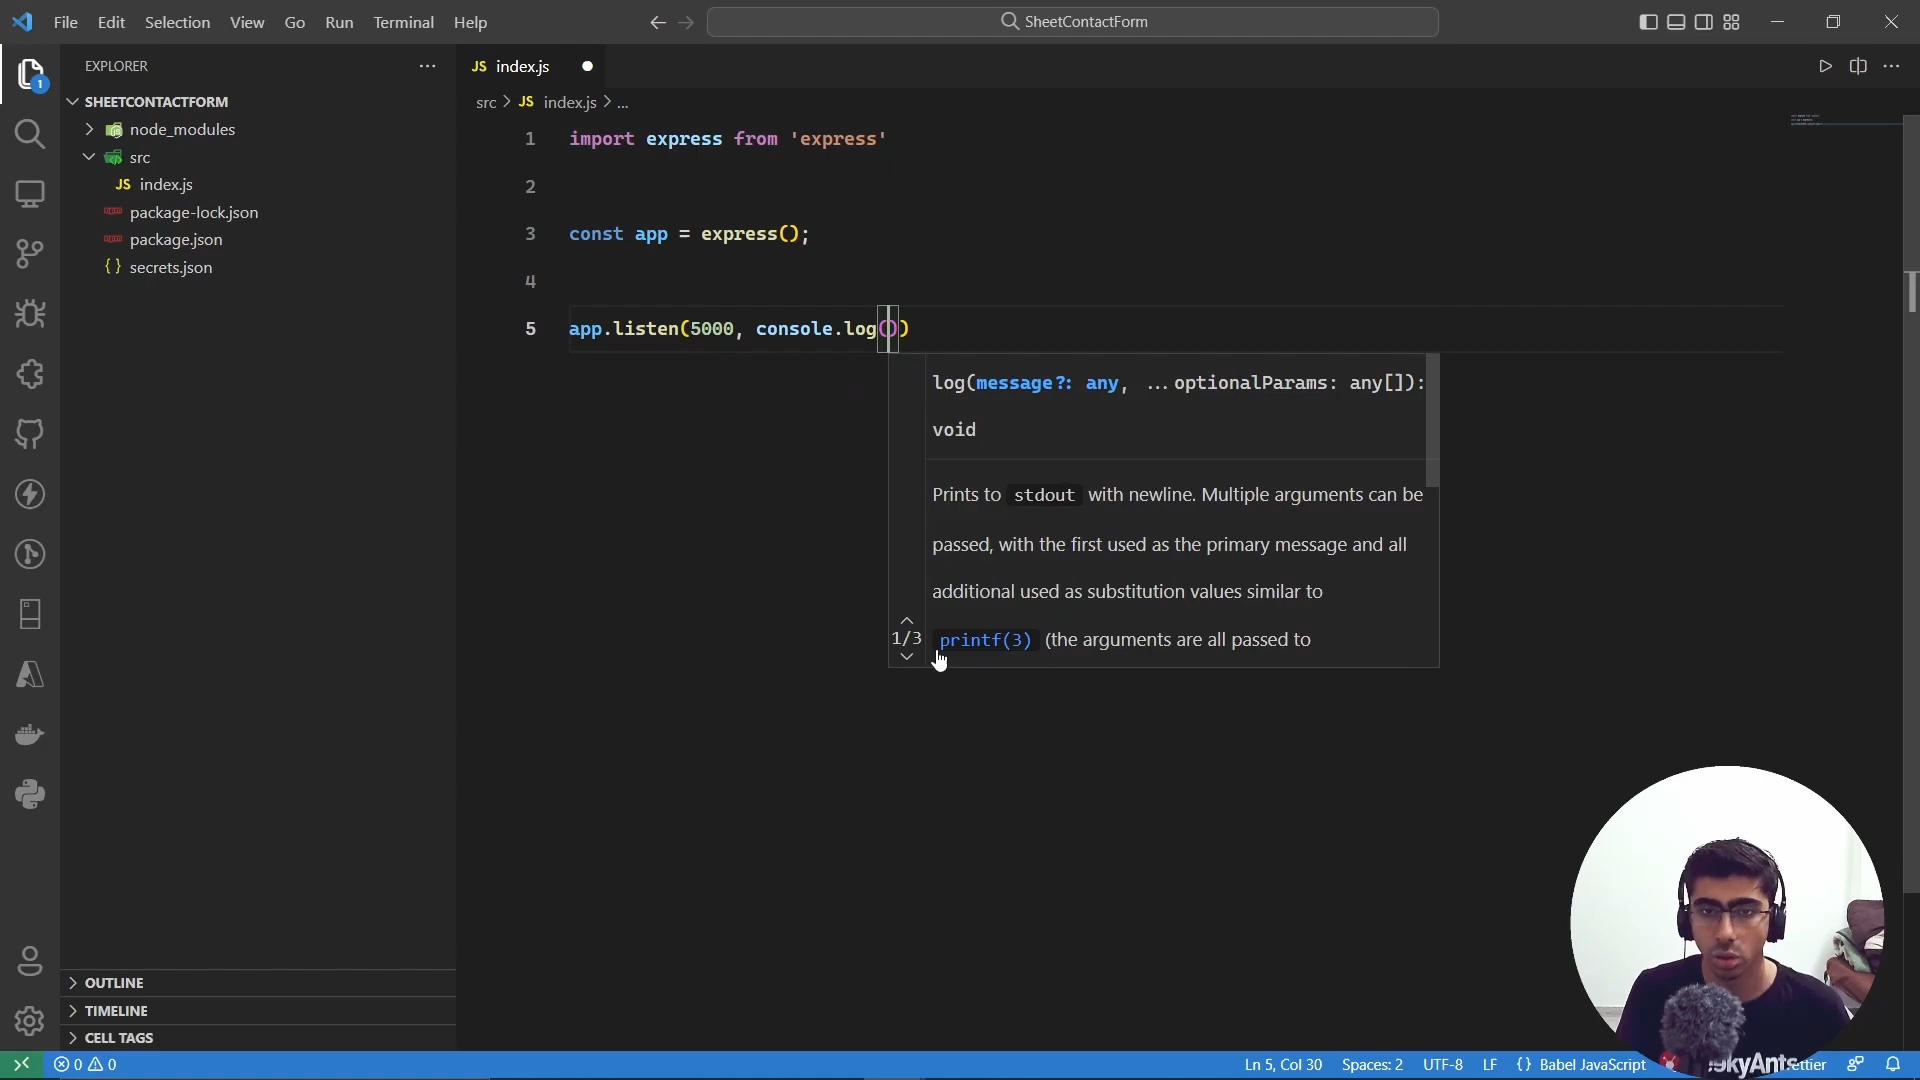 File Edit Selection View Go Run Terminal Help
SheetContactForm
EXPLORER
SHEETCONTACTFORM
node_modules
src
JS index.js
package-lock.json
package.json
{} secrets.json
JS index.js
src > JS index.js > ...
1 import express from 'express'
2
3 const app = express();
4
5 app.listen(5000, console.log())
log(message?: any, ...optionalParams: any[]):
void
Prints to stdout with newline. Multiple arguments can be
passed, with the first used as the primary message and all
additional used as substitution values similar to
1/3 printf(3) (the arguments are all passed to
OUTLINE
TIMELINE
CELL TAGS
0 0 Ln 5, Col 30 Spaces: 2 UTF-8 LF {} Babel JavaScript
1